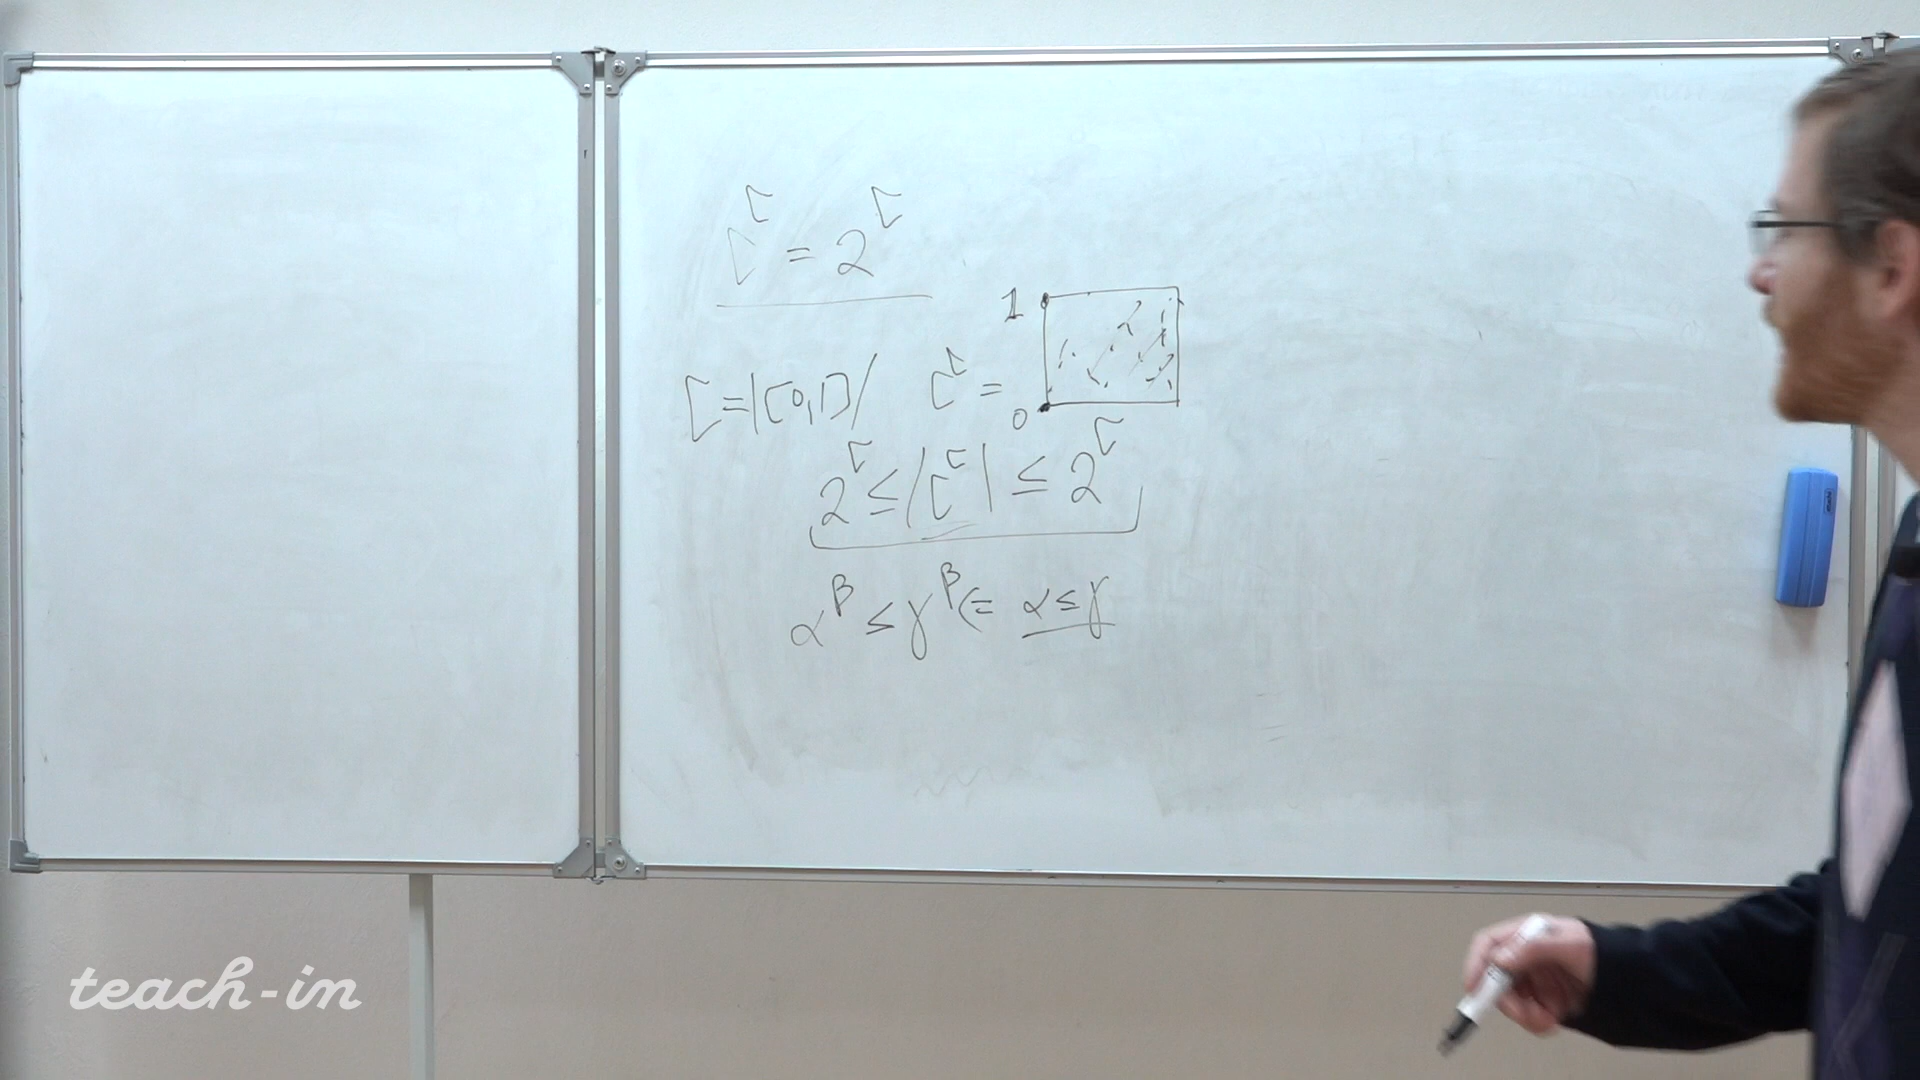 𝔠^𝔠 = 2^𝔠
𝔠 = |[0,1]| 𝔠^𝔠 =
1
0
2^𝔠 ≤ |𝔠^𝔠| ≤ 2^𝔠
α^β ≤ γ^β <= α ≤ γ
teach-in